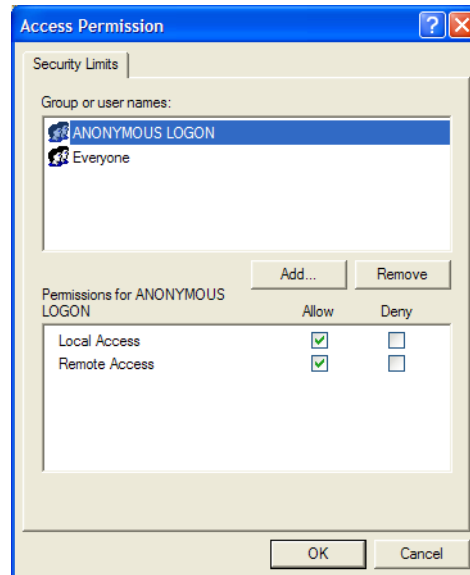 Access Permission
Security Limits
Group or user names:
ANONYMOUS LOGON
Everyone
Add...
Remove
Permissions for ANONYMOUS
LOGON
Allow
Deny
Local Access
Remote Access
OK
Cancel